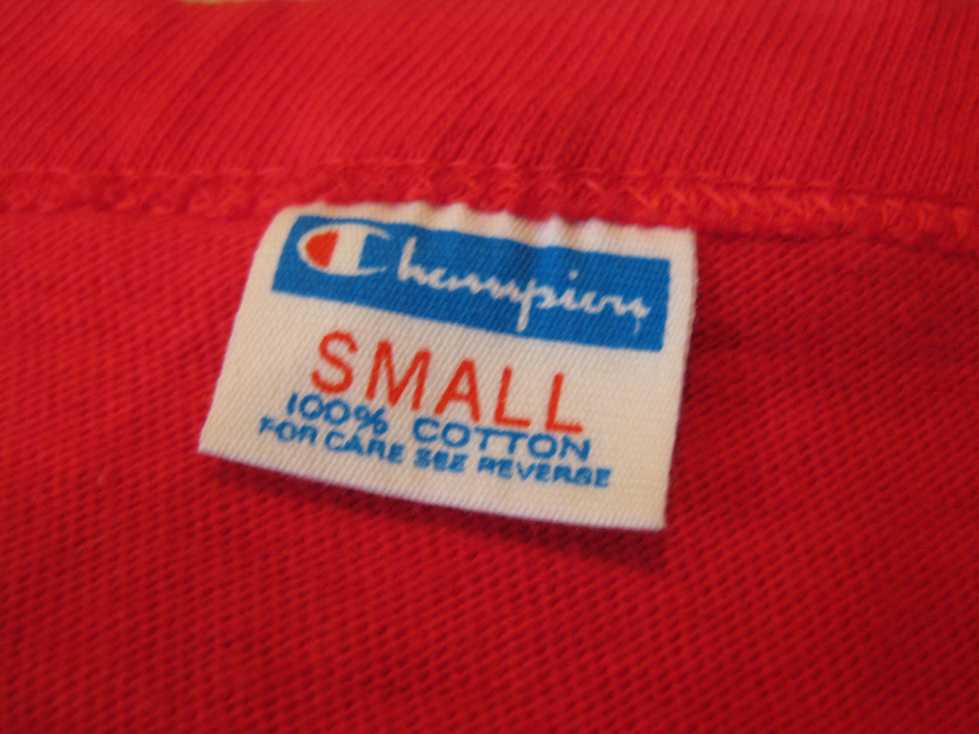 Champion
SMALL
100% COTTON
FOR CARE SEE REVERSE